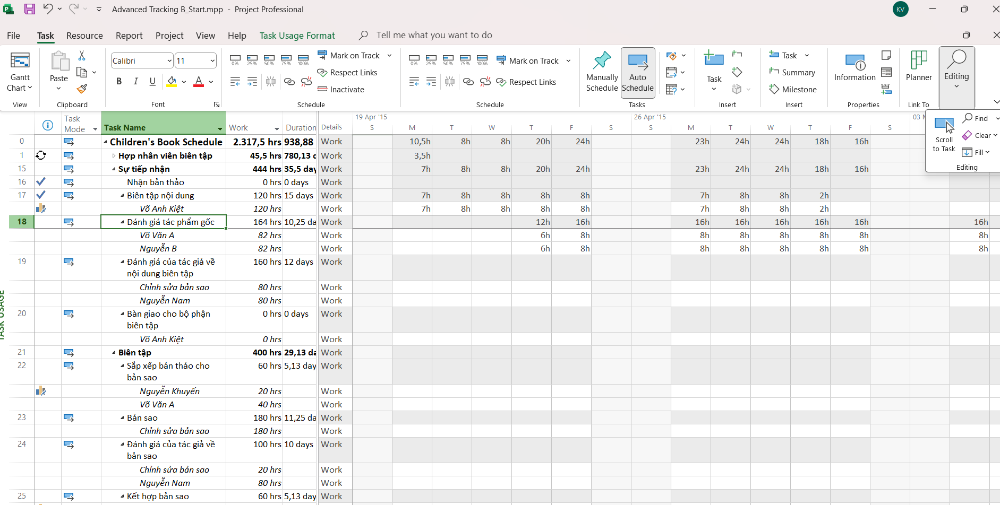 Advanced Tracking B_Start.mpp - Project Professional
KV
File Task Resource Report Project View Help Task Usage Format Tell me what you want to do
Gantt Chart
View
Paste
Clipboard
Calibri 11
B I U A
Font
0% 25% 50% 75% 100%
Mark on Track
Respect Links
Inactivate
Schedule
0% 25% 50% 75% 100%
Mark on Track
Respect Links
Schedule
Manually Schedule
Auto Schedule
Tasks
Task
Insert
Task
Summary
Milestone
Insert
Information
Properties
Planner
Link To
Editing
Scroll to Task
Find
Clear
Fill
Editing
Task Mode Task Name Work Duration Details
19 Apr '15 26 Apr '15 03
S M T W T F S S M T W T F S
0 Children's Book Schedule 2.317,5 hrs 938,88 Work 10,5h 8h 8h 20h 24h 23h 24h 24h 18h 16h
1 Hợp nhân viên biên tập 45,5 hrs 780,13 d Work 3,5h
15 Sự tiếp nhận 444 hrs 35,5 day Work 7h 8h 8h 20h 24h 23h 24h 24h 18h 16h
16 Nhận bản thảo 0 hrs 0 days Work
17 Biên tập nội dung 120 hrs 15 days Work 7h 8h 8h 8h 8h 7h 8h 8h 2h
Võ Anh Kiệt 120 hrs Work 7h 8h 8h 8h 8h 7h 8h 8h 2h
18 Đánh giá tác phẩm gốc 164 hrs 10,25 da Work 12h 16h 16h 16h 16h 16h 16h 16h
Võ Văn A 82 hrs Work 6h 8h 8h 8h 8h 8h 8h 8h
Nguyễn B 82 hrs Work 6h 8h 8h 8h 8h 8h 8h 8h
19 Đánh giá của tác giả về 160 hrs 12 days Work
nội dung biên tập
Chỉnh sửa bản sao 80 hrs Work
Nguyễn Nam 80 hrs Work
20 Bàn giao cho bộ phận 0 hrs 0 days Work
biên tập
Võ Anh Kiệt 0 hrs Work
21 Biên tập 400 hrs 29,13 da Work
22 Sắp xếp bản thảo cho 60 hrs 5,13 day Work
bản sao
Nguyễn Khuyến 20 hrs Work
Võ Văn A 40 hrs Work
23 Bản sao 180 hrs 11,25 da Work
Chỉnh sửa bản sao 180 hrs Work
24 Đánh giá của tác giả về 100 hrs 10 days Work
bản sao
Chỉnh sửa bản sao 20 hrs Work
Nguyễn Nam 80 hrs Work
25 Kết hợp bản sao 60 hrs 5,13 day Work